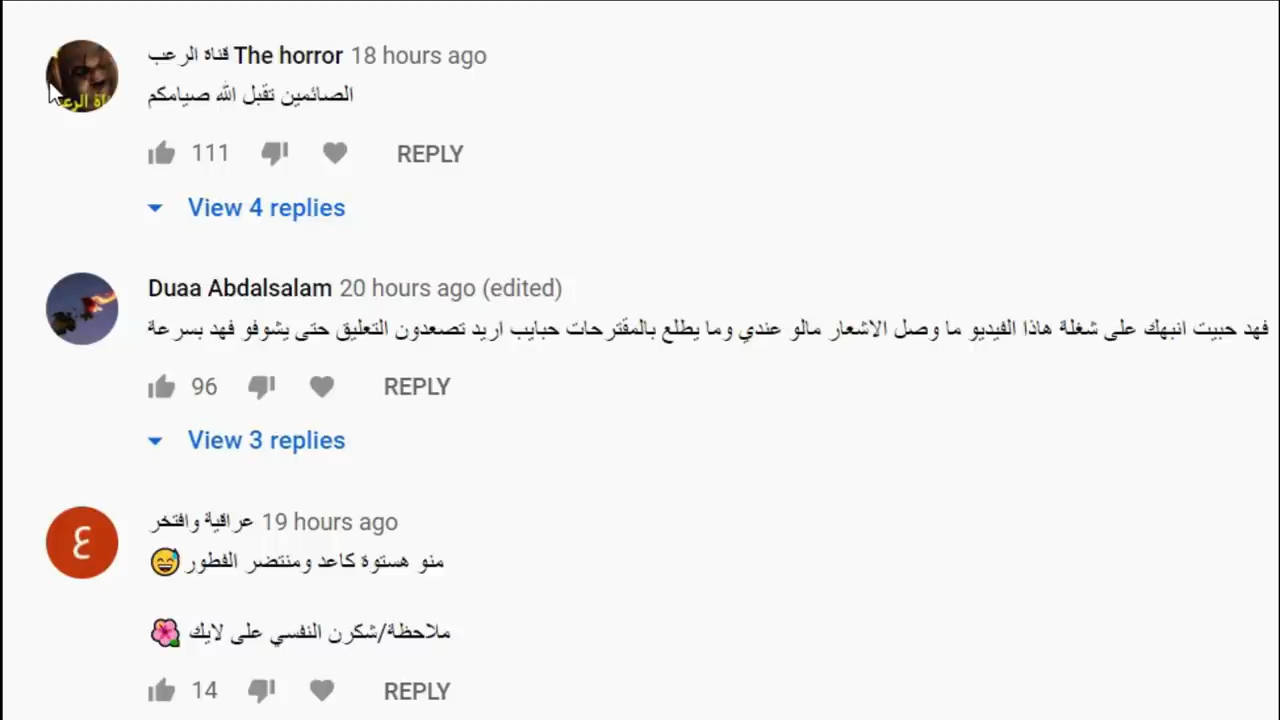 قناة الرعب The horror 18 hours ago
الصائمين تقبل الله صيامكم
111 REPLY
View 4 replies
Duaa Abdalsalam 20 hours ago (edited)
فهد حبيت انبهك على شغلة هاذا الفيديو ما وصل الاشعار مالو عندي وما يطلع بالمقترحات حبايب اريد تصعدون التعليق حتى يشوفو فهد بسرعة
96 REPLY
View 3 replies
ع
عراقية وافتخر 19 hours ago
منو هستوة كاعد ومنتضر الفطور 😅
ملاحظة/شكرن النفسي على لايك 🌺
14 REPLY